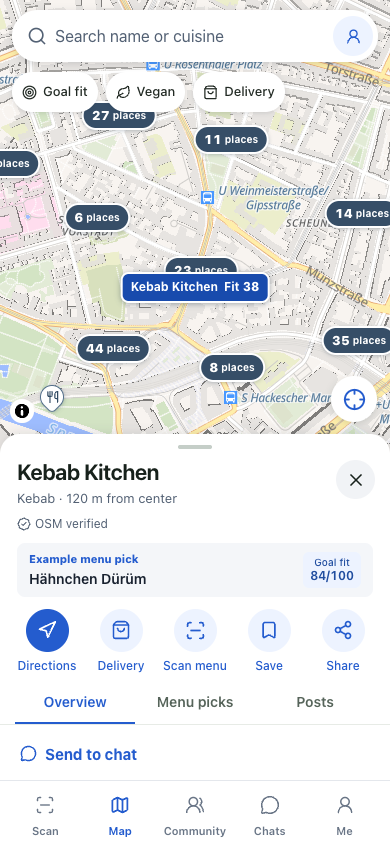 Search name or cuisine
U Rosenthaler Platz
Torstraße
Goal fit
Vegan
Delivery
27 places
11 places
places
U Weinmeisterstraße/
Gipsstraße
6 places
14 places
23 places
Kebab Kitchen Fit 38
Münzstraße
35 places
44 places
8 places
S Hackescher Mar
Kebab Kitchen
Kebab · 120 m from center
OSM verified
Example menu pick
Hähnchen Dürüm
Goal fit
84/100
Directions
Delivery
Scan menu
Save
Share
Overview
Menu picks
Posts
Send to chat
Scan
Map
Community
Chats
Me